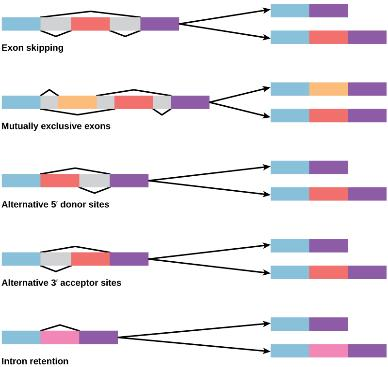 Exon skipping
Mutually exclusive exons
Alternative 5′ donor sites
Alternative 3′ acceptor sites
Intron retention